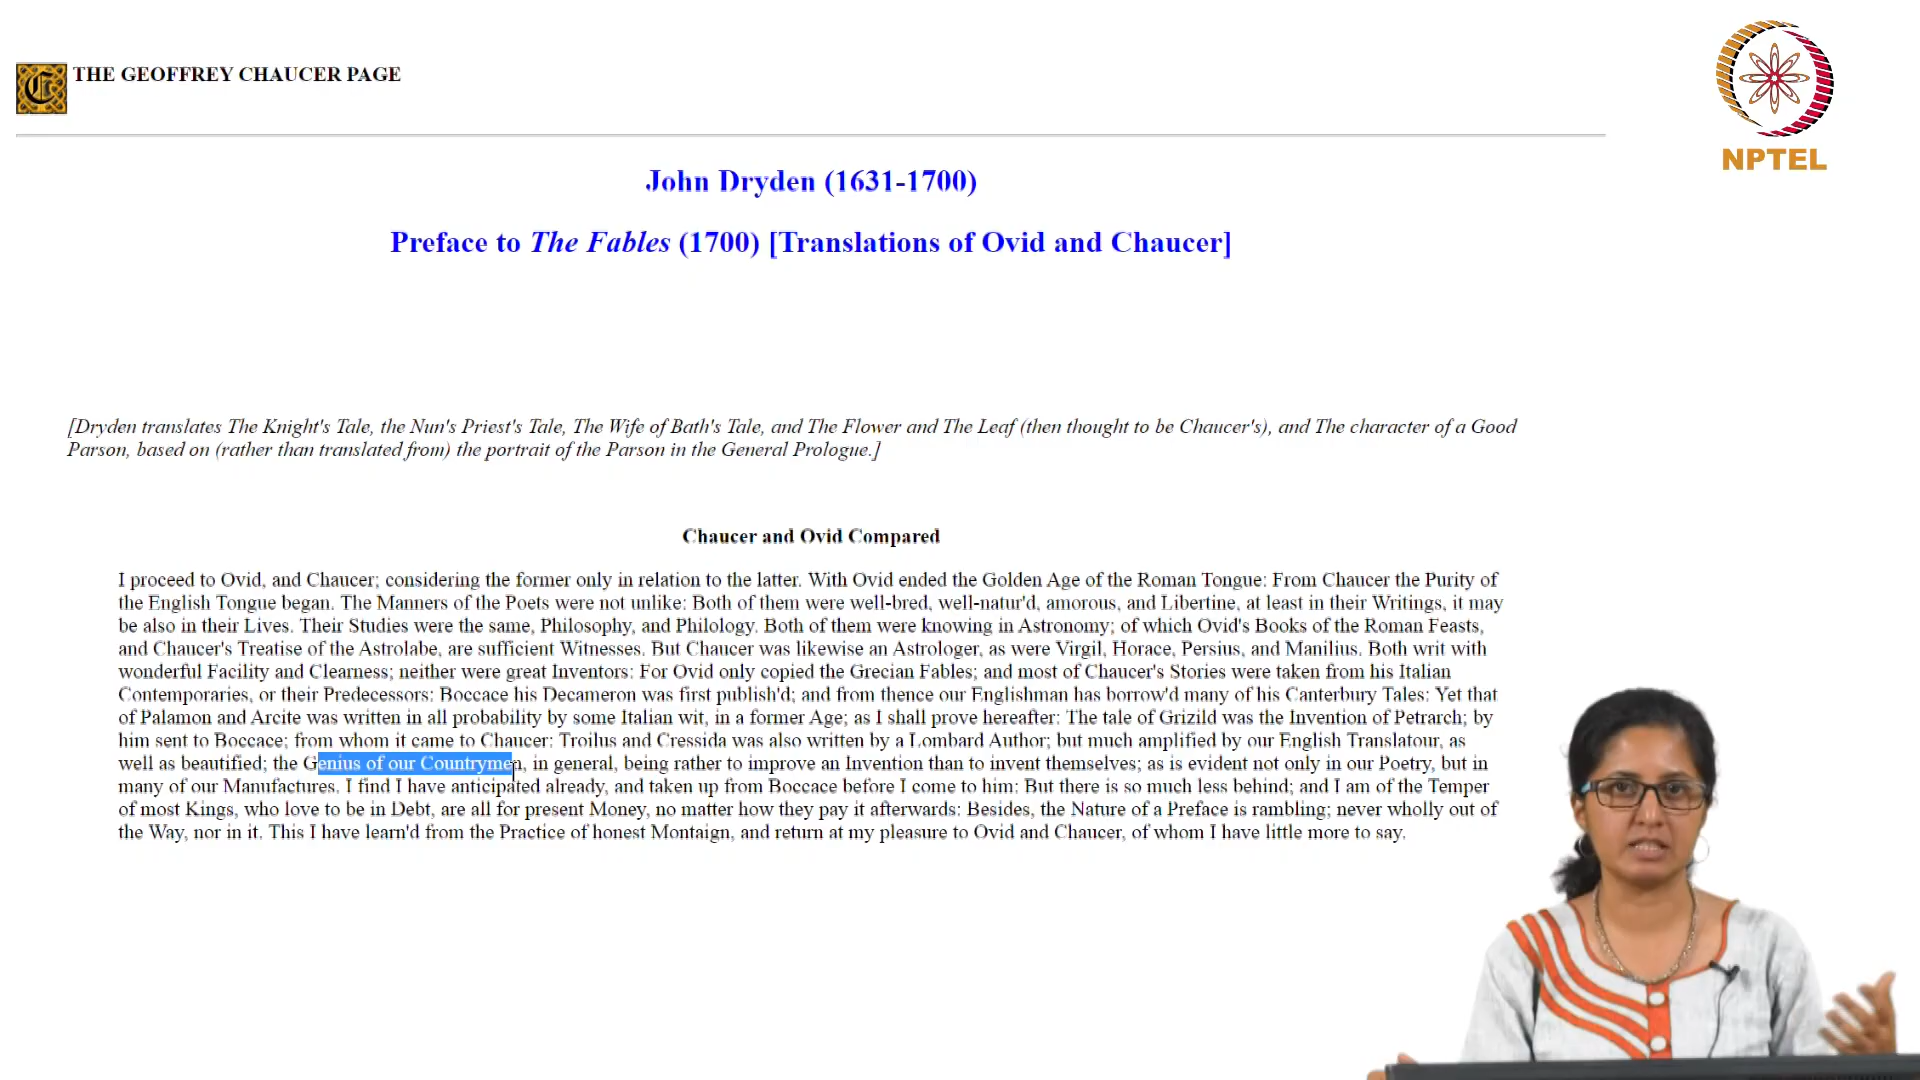 THE GEOFFREY CHAUCER PAGE
NPTEL
John Dryden (1631-1700)
Preface to The Fables (1700) [Translations of Ovid and Chaucer]
[Dryden translates The Knight's Tale, the Nun's Priest's Tale, The Wife of Bath's Tale, and The Flower and The Leaf (then thought to be Chaucer's), and The character of a Good
Parson, based on (rather than translated from) the portrait of the Parson in the General Prologue.]
Chaucer and Ovid Compared
I proceed to Ovid, and Chaucer; considering the former only in relation to the latter. With Ovid ended the Golden Age of the Roman Tongue: From Chaucer the Purity of
the English Tongue began. The Manners of the Poets were not unlike: Both of them were well-bred, well-natur'd, amorous, and Libertine, at least in their Writings, it may
be also in their Lives. Their Studies were the same, Philosophy, and Philology. Both of them were knowing in Astronomy; of which Ovid's Books of the Roman Feasts,
and Chaucer's Treatise of the Astrolabe, are sufficient Witnesses. But Chaucer was likewise an Astrologer, as were Virgil, Horace, Persius, and Manilius. Both writ with
wonderful Facility and Clearness; neither were great Inventors: For Ovid only copied the Grecian Fables; and most of Chaucer's Stories were taken from his Italian
Contemporaries, or their Predecessors: Boccace his Decameron was first publish'd; and from thence our Englishman has borrow'd many of his Canterbury Tales: Yet that
of Palamon and Arcite was written in all probability by some Italian wit, in a former Age; as I shall prove hereafter: The tale of Grizild was the Invention of Petrarch; by
him sent to Boccace; from whom it came to Chaucer: Troilus and Cressida was also written by a Lombard Author; but much amplified by our English Translatour, as
well as beautified; the Genius of our Countrymen, in general, being rather to improve an Invention than to invent themselves; as is evident not only in our Poetry, but in
many of our Manufactures. I find I have anticipated already, and taken up from Boccace before I come to him: But there is so much less behind; and I am of the Temper
of most Kings, who love to be in Debt, are all for present Money, no matter how they pay it afterwards: Besides, the Nature of a Preface is rambling; never wholly out of
the Way, nor in it. This I have learn'd from the Practice of honest Montaign, and return at my pleasure to Ovid and Chaucer, of whom I have little more to say.